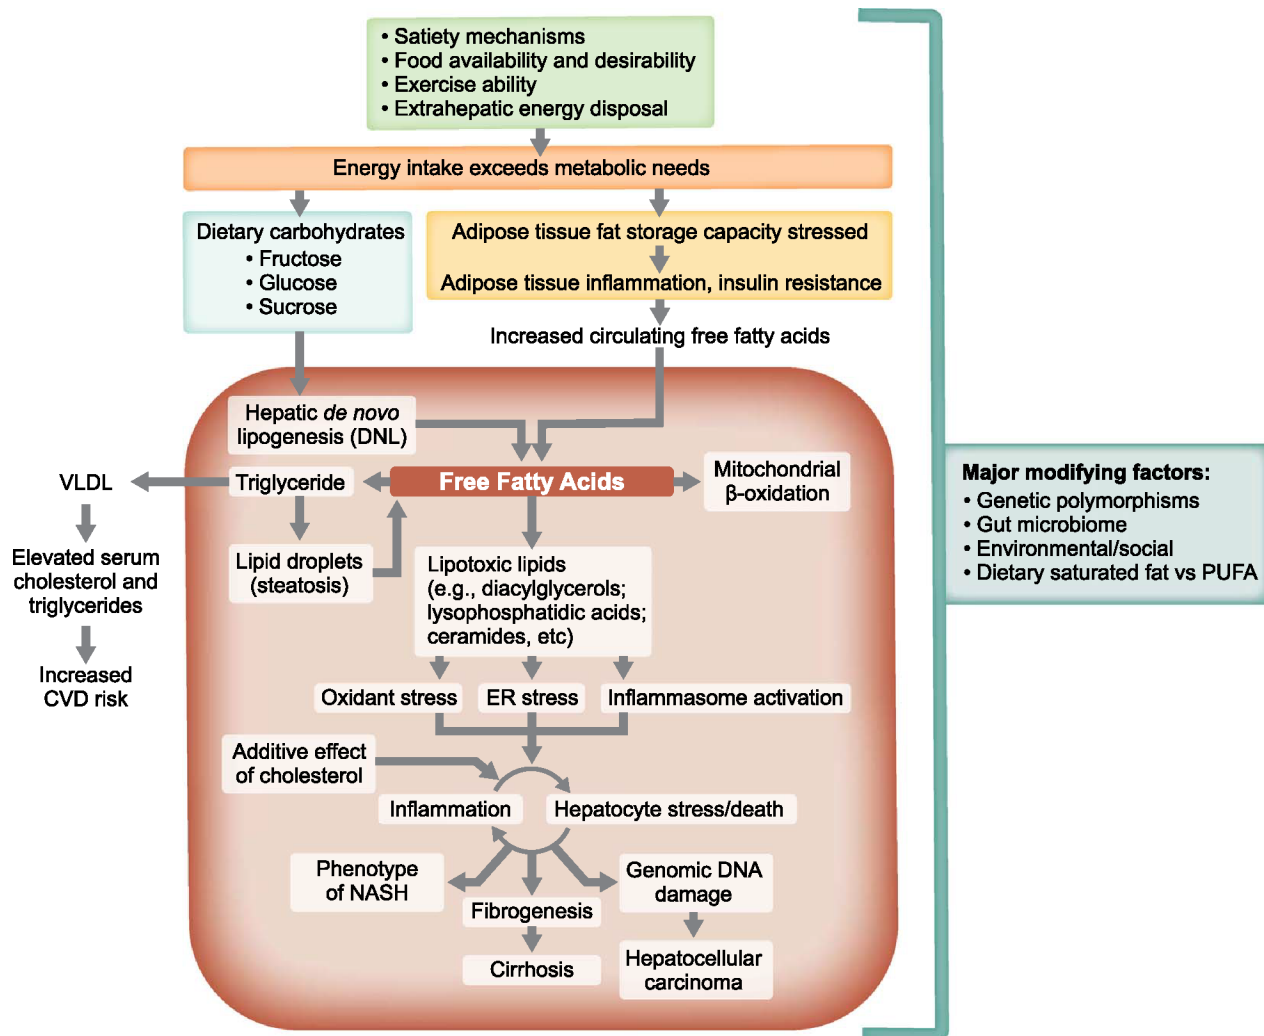 • Satiety mechanisms
• Food availability and desirability
• Exercise ability
• Extrahepatic energy disposal
Energy intake exceeds metabolic needs
Dietary carbohydrates
• Fructose
• Glucose
• Sucrose
Adipose tissue fat storage capacity stressed
Adipose tissue inflammation, insulin resistance
Increased circulating free fatty acids
Hepatic de novo
lipogenesis (DNL)
Free Fatty Acids
Triglyceride
VLDL
Mitochondrial
β-oxidation
Elevated serum
cholesterol and
triglycerides
Increased
CVD risk
Lipid droplets
(steatosis)
Lipotoxic lipids
(e.g., diacylglycerols;
lysophosphatidic acids;
ceramides, etc)
Oxidant stress
ER stress
Inflammasome activation
Additive effect
of cholesterol
Inflammation
Hepatocyte stress/death
Phenotype
of NASH
Fibrogenesis
Cirrhosis
Genomic DNA
damage
Hepatocellular
carcinoma
Major modifying factors:
• Genetic polymorphisms
• Gut microbiome
• Environmental/social
• Dietary saturated fat vs PUFA